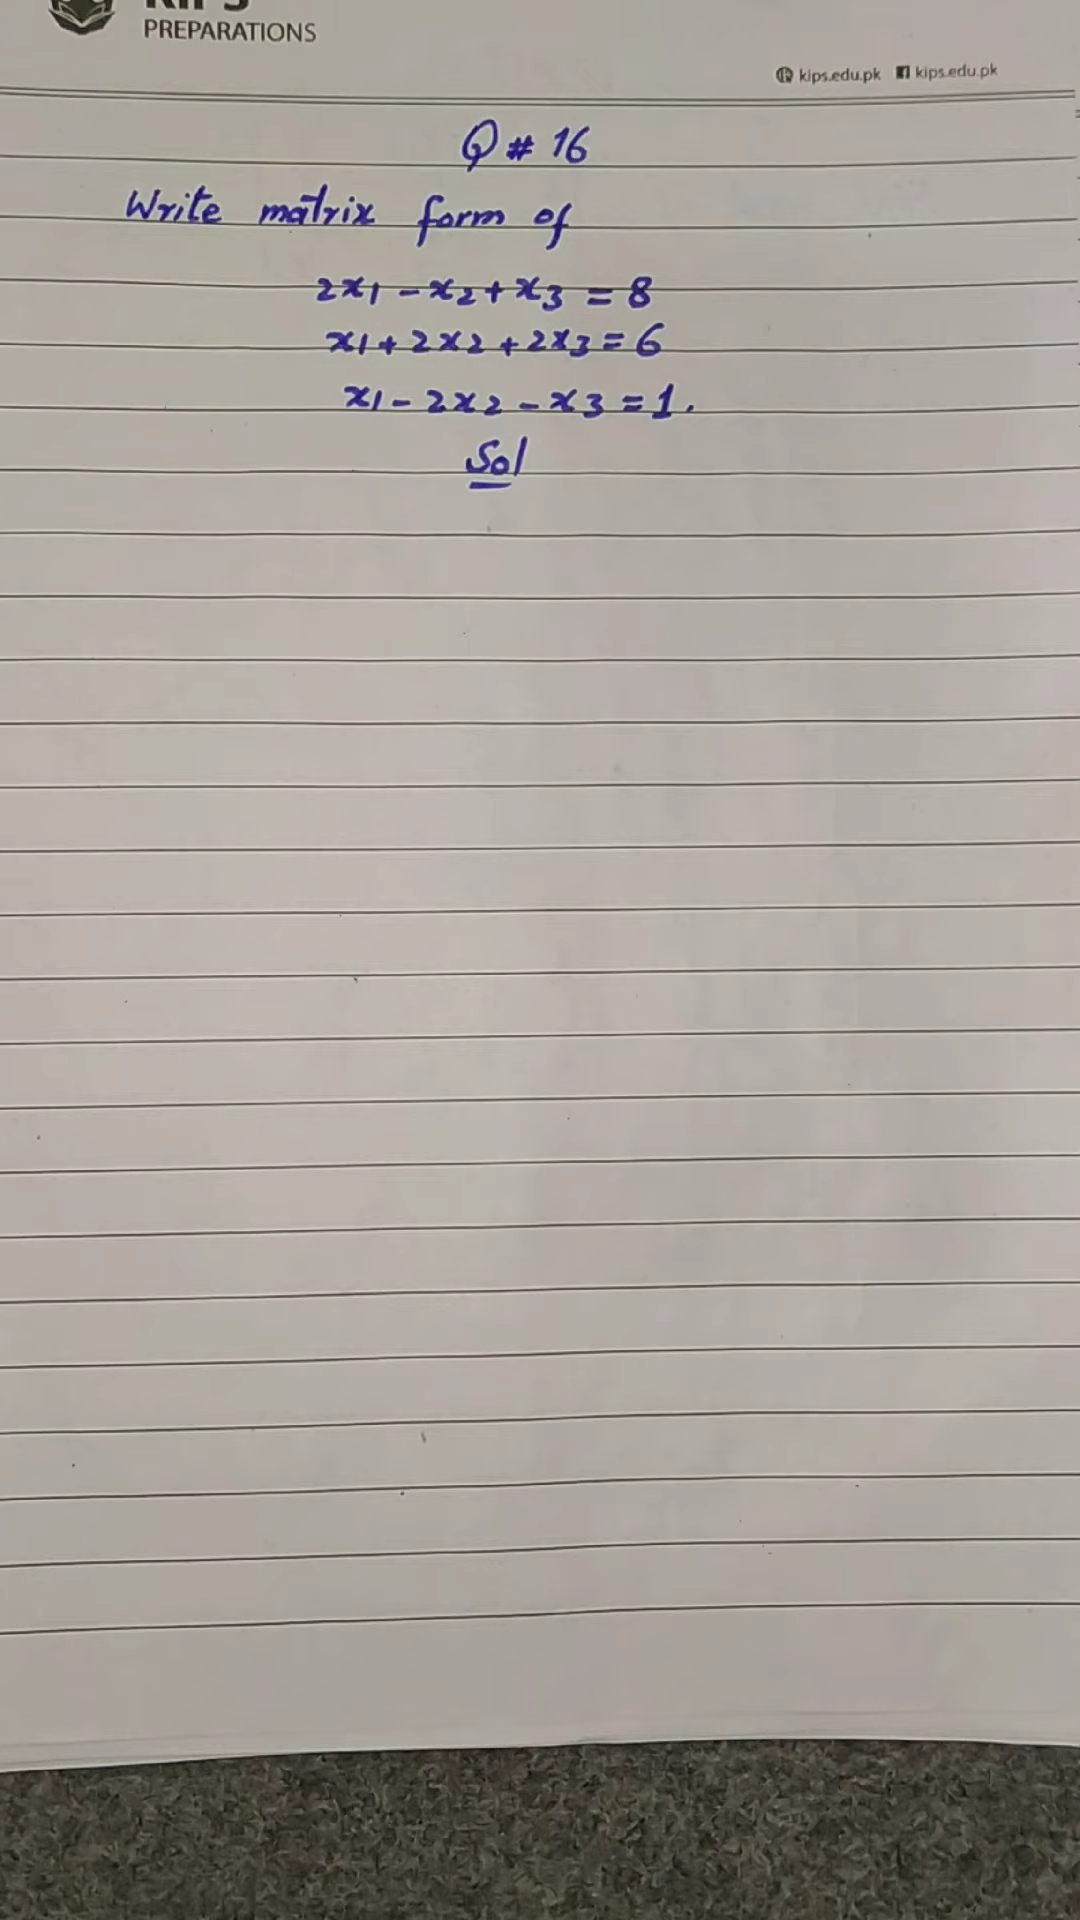 KIPS
PREPARATIONS
kips.edu.pk kips.edu.pk
Q # 16
Write matrix form of
2x1 - x2 + x3 = 8
x1 + 2x2 + 2x3 = 6
x1 - 2x2 - x3 = 1.
Sol